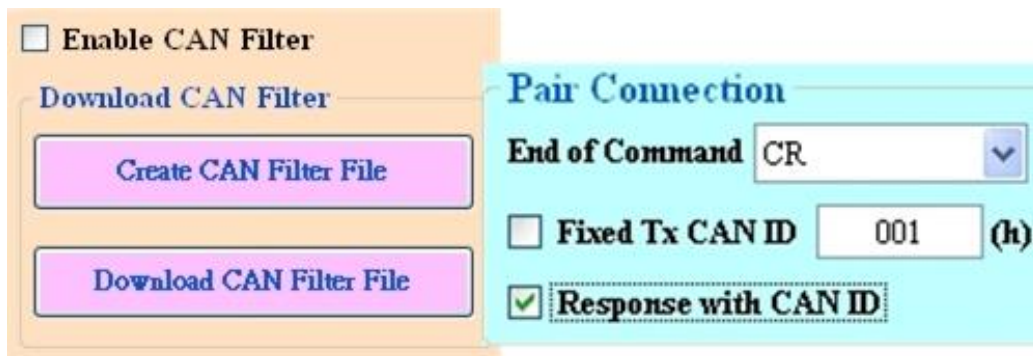 Enable CAN Filter
Download CAN Filter
Create CAN Filter File
Download CAN Filter File
Pair Connection
End of Command CR
Fixed Tx CAN ID 001 (h)
Response with CAN ID